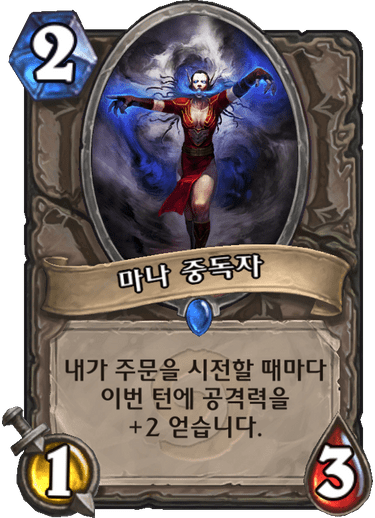 2
마나 중독자
내가 주문을 시전할 때마다
이번 턴에 공격력을
+2 얻습니다.
1
3